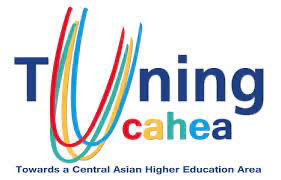 Tuning
cahea
Towards a Central Asian Higher Education Area